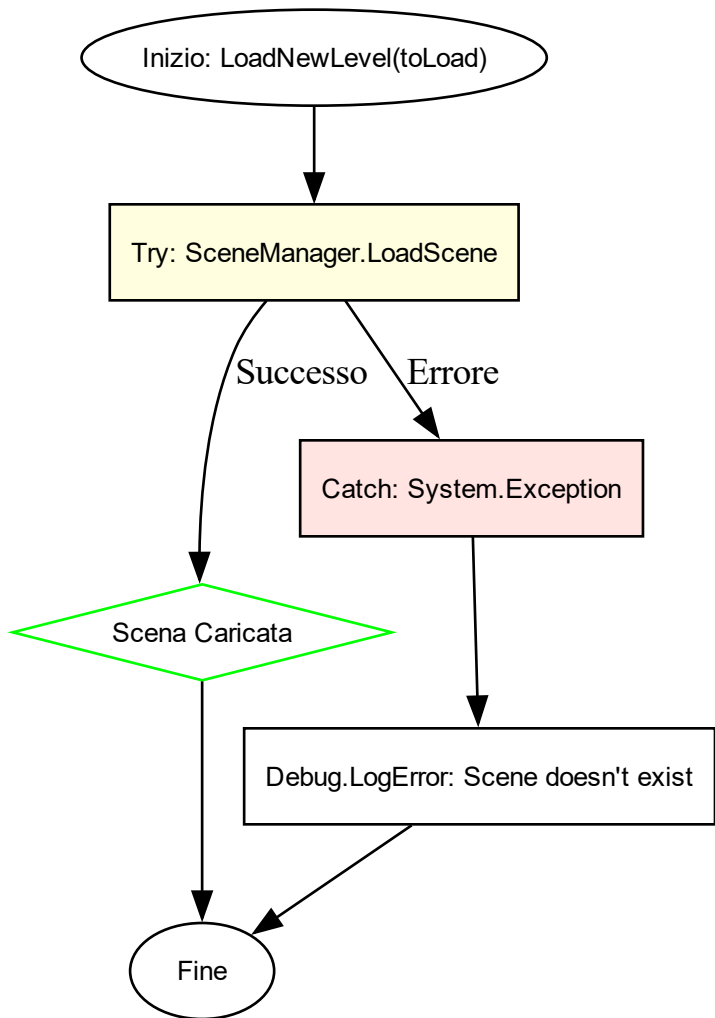 Inizio: LoadNewLevel(toLoad)
Try: SceneManager.LoadScene
Successo
Errore
Catch: System.Exception
Scena Caricata
Debug.LogError: Scene doesn't exist
Fine